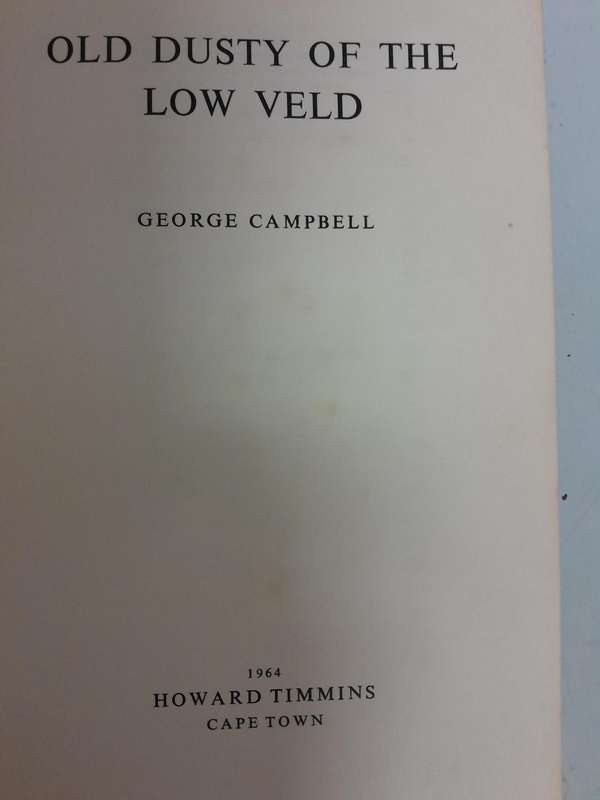 OLD DUSTY OF THE
LOW VELD
GEORGE CAMPBELL
1964
HOWARD TIMMINS
CAPE TOWN